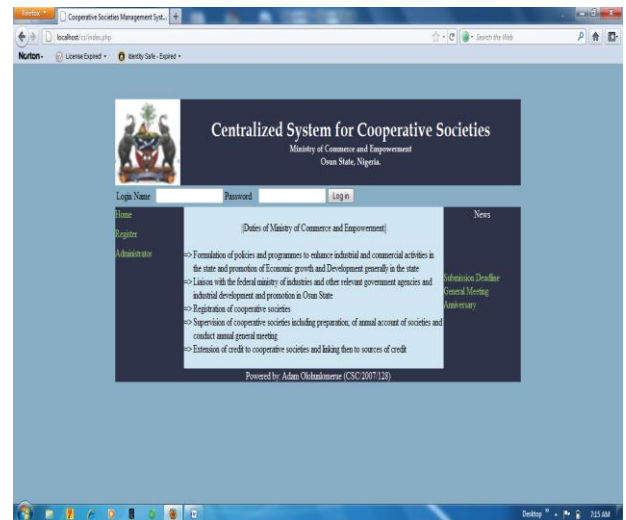 Firefox
Cooperative Societies Management Syst...
localhost/cs/index.php
Search the Web
Norton
License Expired
Identity Safe - Expired
Centralized System for Cooperative Societies
Ministry of Commerce and Empowerment
Osun State, Nigeria.
Login Name
Password
Log in
Home
Register
Administrator
|Duties of Ministry of Commerce and Empowerment|
=> Formulation of policies and programmes to enhance industrial and commercial activities in
the state and promotion of Economic growth and Development generally in the state
=> Liaison with the federal ministry of industries and other relevant government agencies and
industrial development and promotion in Osun State
=> Registration of cooperative societies
=> Supervision of cooperative societies including preparation; of annual account of societies and
conduct annual general meeting
=> Extension of credit to cooperative societies and linking then to sources of credit
News
Submission Deadline
General Meeting
Anniversary
Powered by: Adam Olohunlomerue (CSC/2007/128)
Desktop
7:15 AM